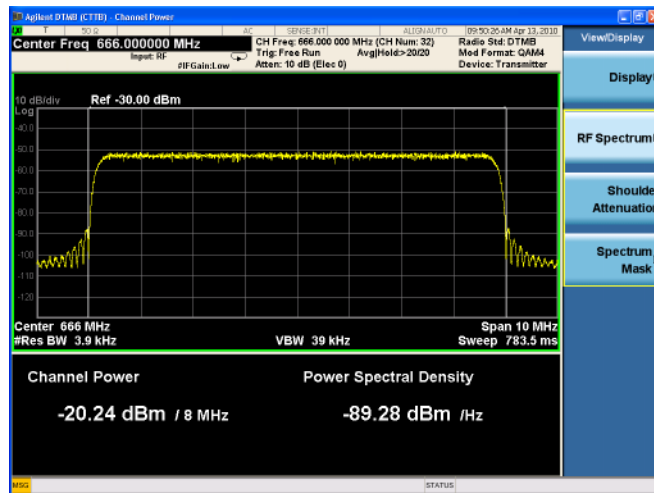 Agilent DTMB (CTTB) - Channel Power
T 50 Ω AC SENSE:INT ALIGNAUTO 09:50:26 AM Apr 13, 2010
Center Freq 666.000000 MHz
Input: RF
#IFGain:Low
CH Freq: 666.000 000 MHz (CH Num: 32)
Trig: Free Run Avg|Hold:>20/20
Atten: 10 dB (Elec 0)
Radio Std: DTMB
Mod Format: QAM4
Device: Transmitter
View/Display
Display
RF Spectrum
Shoulde
Attenuatio
Spectrum
Mask
10 dB/div Ref -30.00 dBm
Log
-40.0
-50.0
-60.0
-70.0
-80.0
-90.0
-100
-110
-120
Center 666 MHz Span 10 MHz
#Res BW 3.9 kHz VBW 39 kHz Sweep 783.5 ms
Channel Power Power Spectral Density
-20.24 dBm / 8 MHz -89.28 dBm /Hz
MSG STATUS